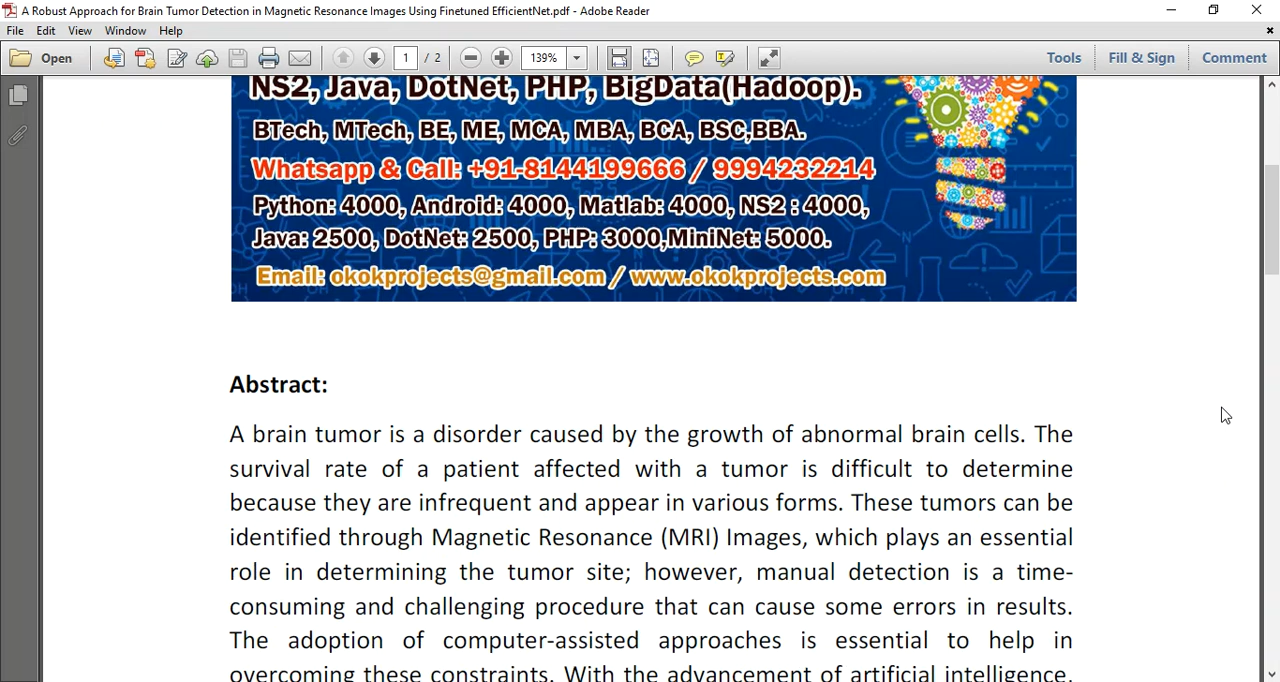 A Robust Approach for Brain Tumor Detection in Magnetic Resonance Images Using Finetuned EfficientNet.pdf - Adobe Reader
File Edit View Window Help
Open 1 / 2 139% Tools Fill & Sign Comment
NS2, Java, DotNet, PHP, BigData(Hadoop).
BTech, MTech, BE, ME, MCA, MBA, BCA, BSC,BBA.
Whatsapp & Call: +91-8144199666 / 9994232214
Python: 4000, Android: 4000, Matlab: 4000, NS2 : 4000,
Java: 2500, DotNet: 2500, PHP: 3000,MiniNet: 5000.
Email: okokprojects@gmail.com / www.okokprojects.com
Abstract:
A brain tumor is a disorder caused by the growth of abnormal brain cells. The
survival rate of a patient affected with a tumor is difficult to determine
because they are infrequent and appear in various forms. These tumors can be
identified through Magnetic Resonance (MRI) Images, which plays an essential
role in determining the tumor site; however, manual detection is a time-
consuming and challenging procedure that can cause some errors in results.
The adoption of computer-assisted approaches is essential to help in
overcoming these constraints. With the advancement of artificial intelligence,